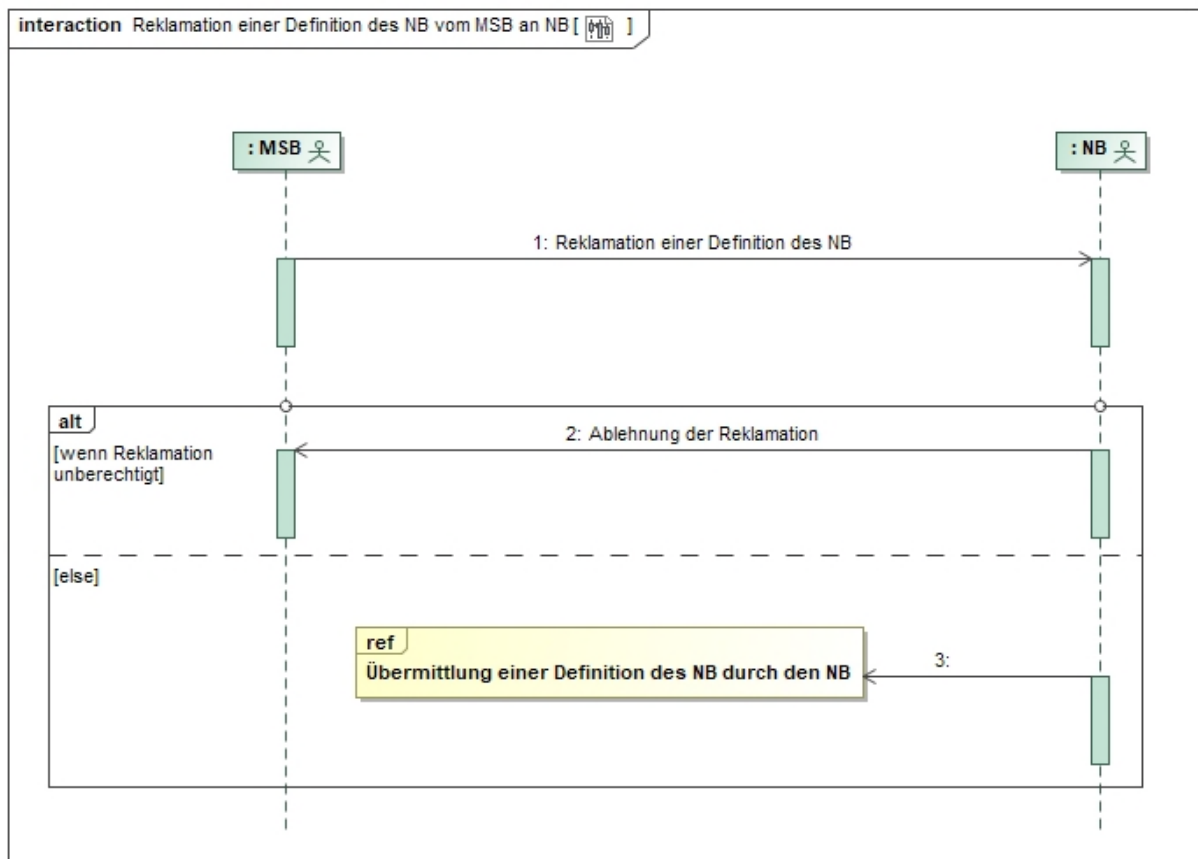 interaction Reklamation einer Definition des NB vom MSB an NB [ ]
: MSB
: NB
1: Reklamation einer Definition des NB
alt
2: Ablehnung der Reklamation
[wenn Reklamation
unberechtigt]
[else]
ref
Übermittlung einer Definition des NB durch den NB
3: